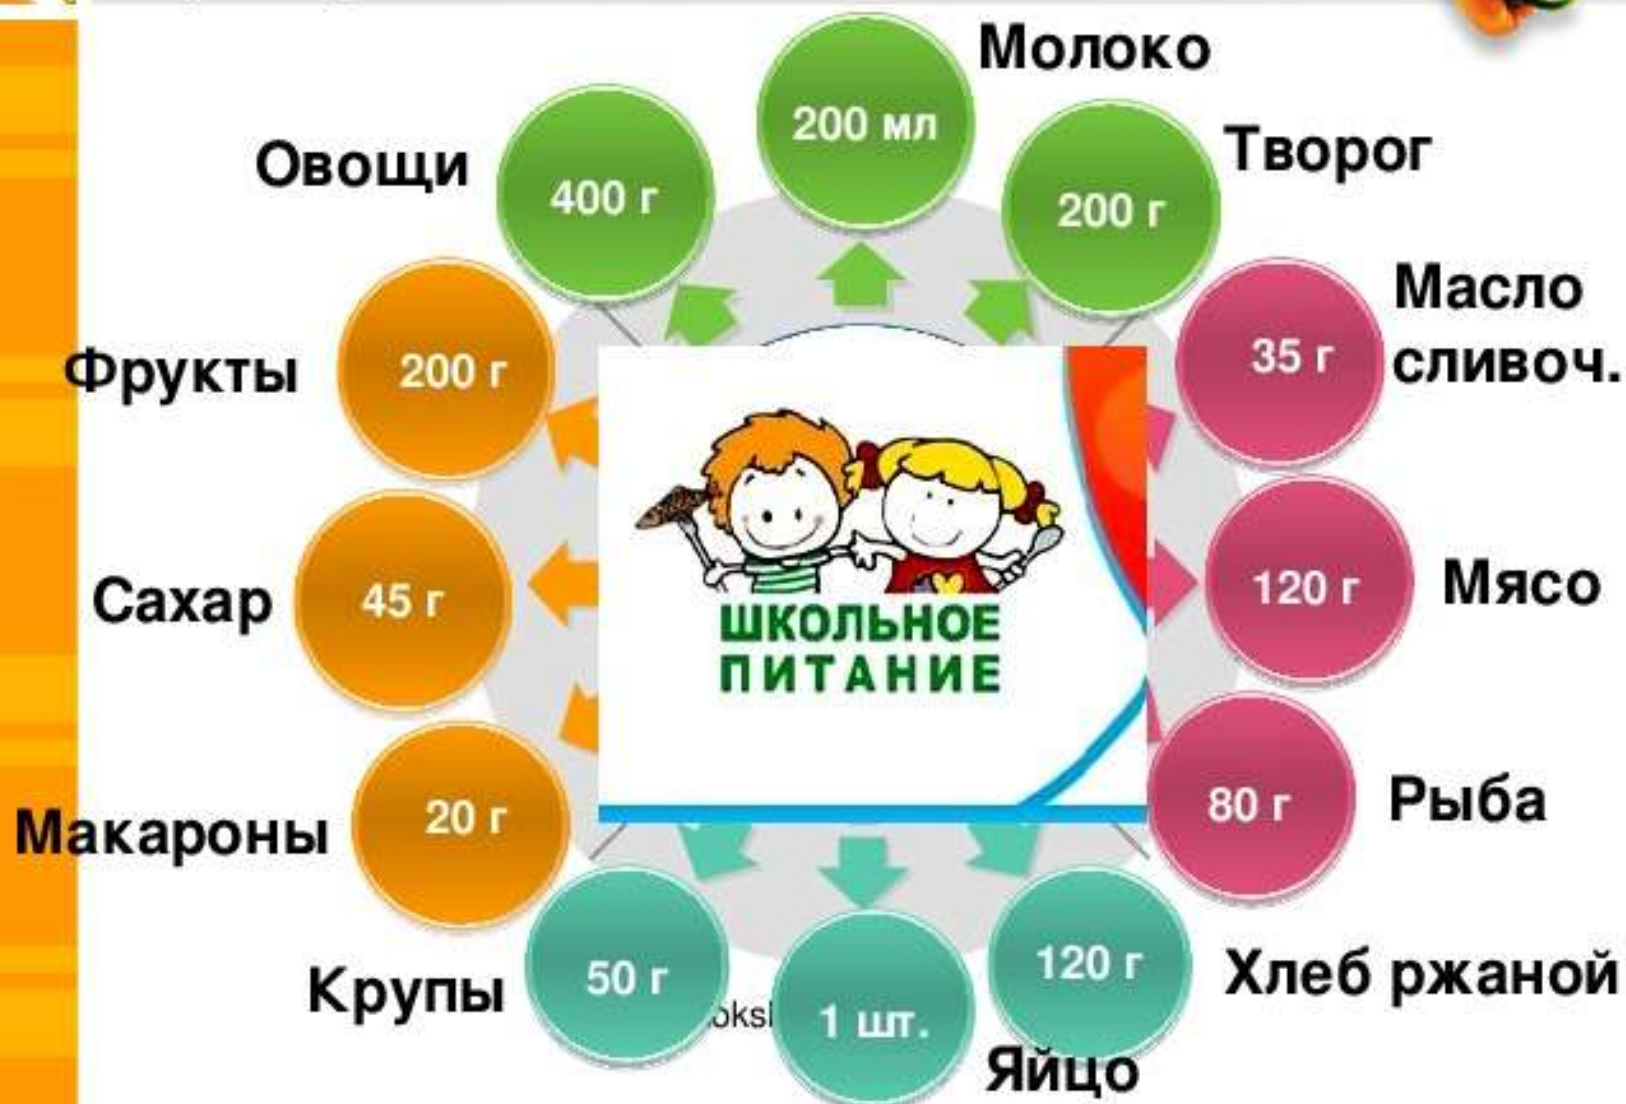 Молоко
200 мл
Творог
200 г
Масло
сливоч.
35 г
Мясо
120 г
Рыба
80 г
Хлеб ржаной
120 г
Яйцо
1 шт.
Крупы
50 г
Макароны
20 г
Сахар
45 г
Фрукты
200 г
Овощи
400 г
ШКОЛЬНОЕ
ПИТАНИЕ